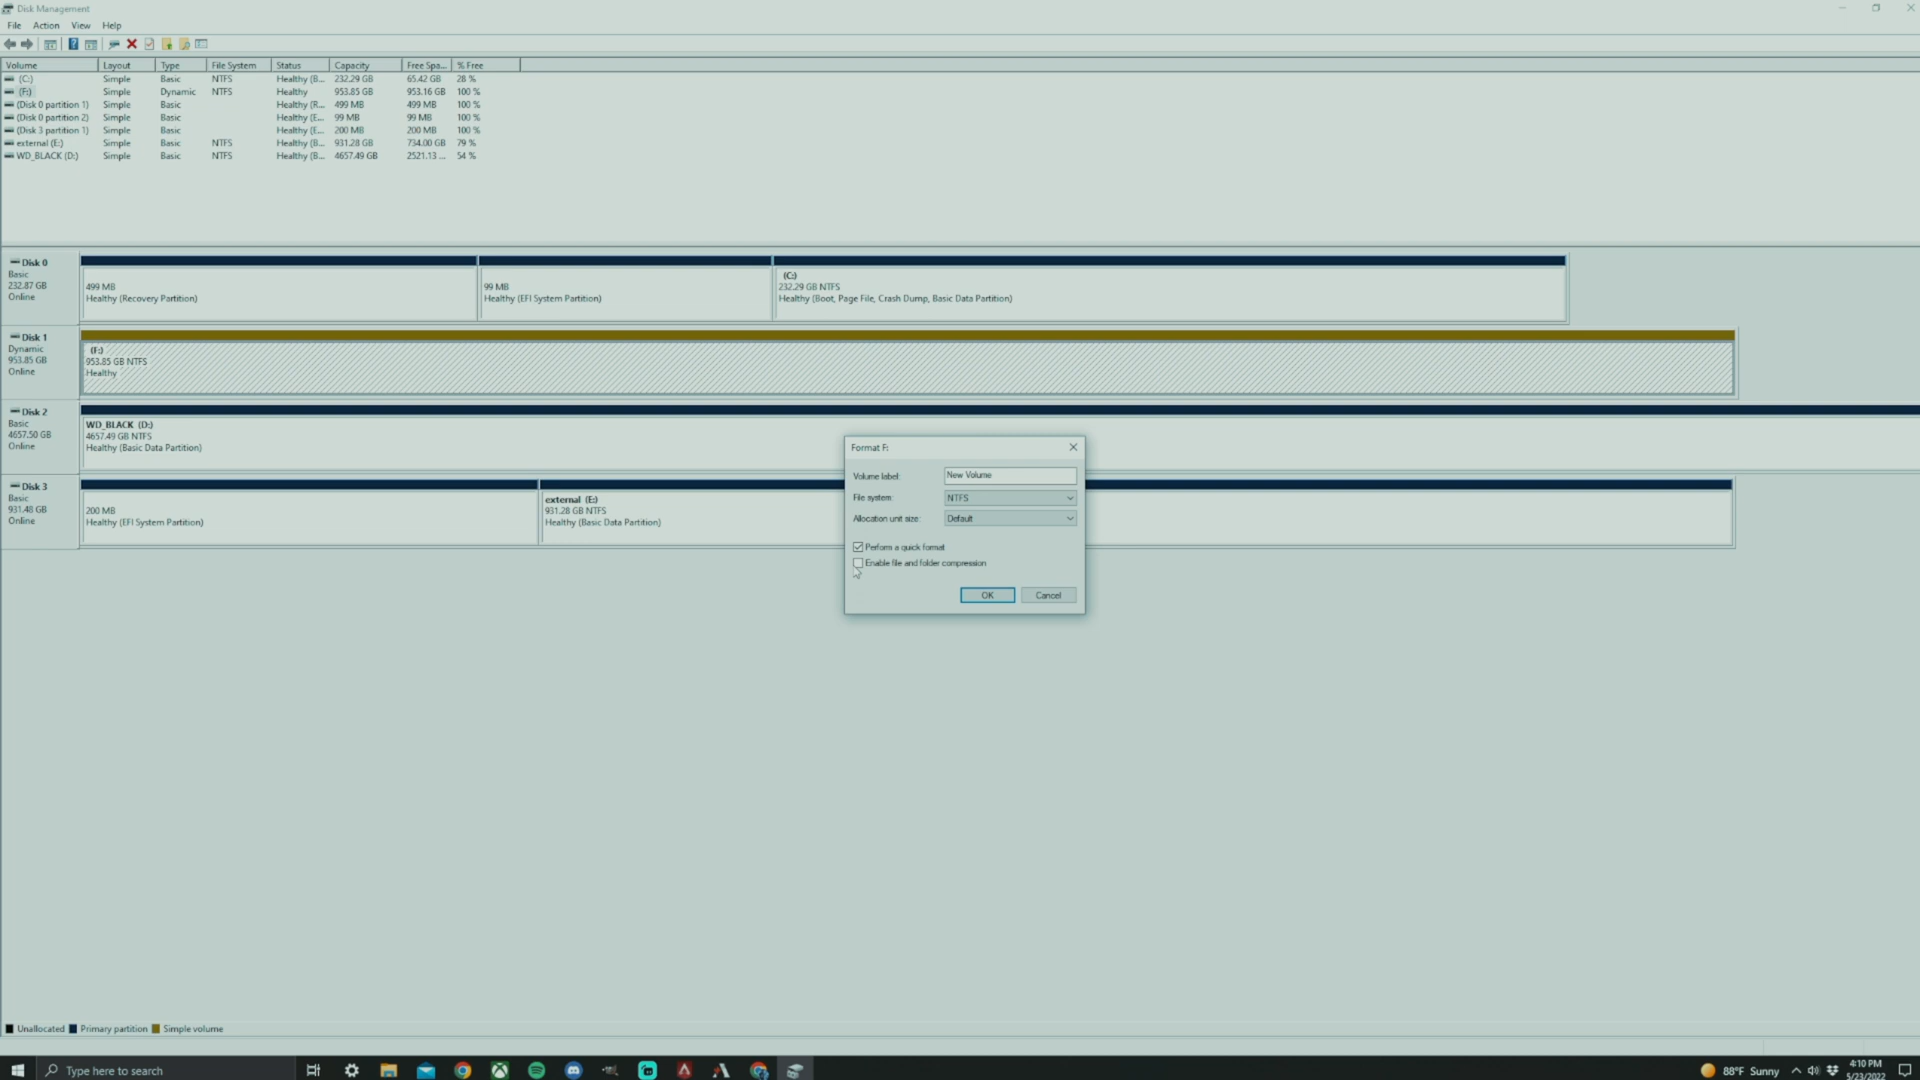 Disk Management
File Action View Help
Volume Layout Type File System Status Capacity Free Spa... % Free
(C:) Simple Basic NTFS Healthy (B... 232.29 GB 65.42 GB 28 %
(F:) Simple Dynamic NTFS Healthy 953.85 GB 953.16 GB 100 %
(Disk 0 partition 1) Simple Basic Healthy (R... 499 MB 499 MB 100 %
(Disk 0 partition 2) Simple Basic Healthy (E... 99 MB 99 MB 100 %
(Disk 3 partition 1) Simple Basic Healthy (E... 200 MB 200 MB 100 %
external (E:) Simple Basic NTFS Healthy (B... 931.28 GB 734.00 GB 79 %
WD_BLACK (D:) Simple Basic NTFS Healthy (B... 4657.49 GB 2521.13 ... 54 %
Disk 0
Basic
232.87 GB
Online
499 MB
Healthy (Recovery Partition)
99 MB
Healthy (EFI System Partition)
(C:)
232.29 GB NTFS
Healthy (Boot, Page File, Crash Dump, Basic Data Partition)
Disk 1
Dynamic
953.85 GB
Online
(F:)
953.85 GB NTFS
Healthy
Disk 2
Basic
4657.50 GB
Online
WD_BLACK (D:)
4657.49 GB NTFS
Healthy (Basic Data Partition)
Disk 3
Basic
931.48 GB
Online
200 MB
Healthy (EFI System Partition)
external (E:)
931.28 GB NTFS
Healthy (Basic Data Partition)
Format F:
Volume label: New Volume
File system: NTFS
Allocation unit size: Default
Perform a quick format
Enable file and folder compression
OK Cancel
Unallocated Primary partition Simple volume
Type here to search
88°F Sunny
4:10 PM
5/23/2022